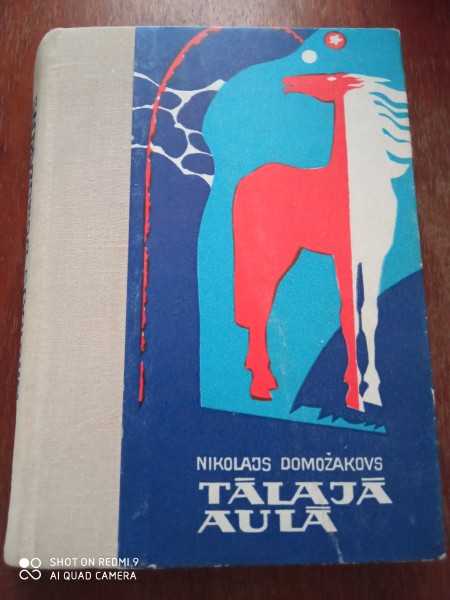 NIKOLAJS DOMOŽAKOVS
TĀLAJĀ
AULĀ
SHOT ON REDMI 9
AI QUAD CAMERA